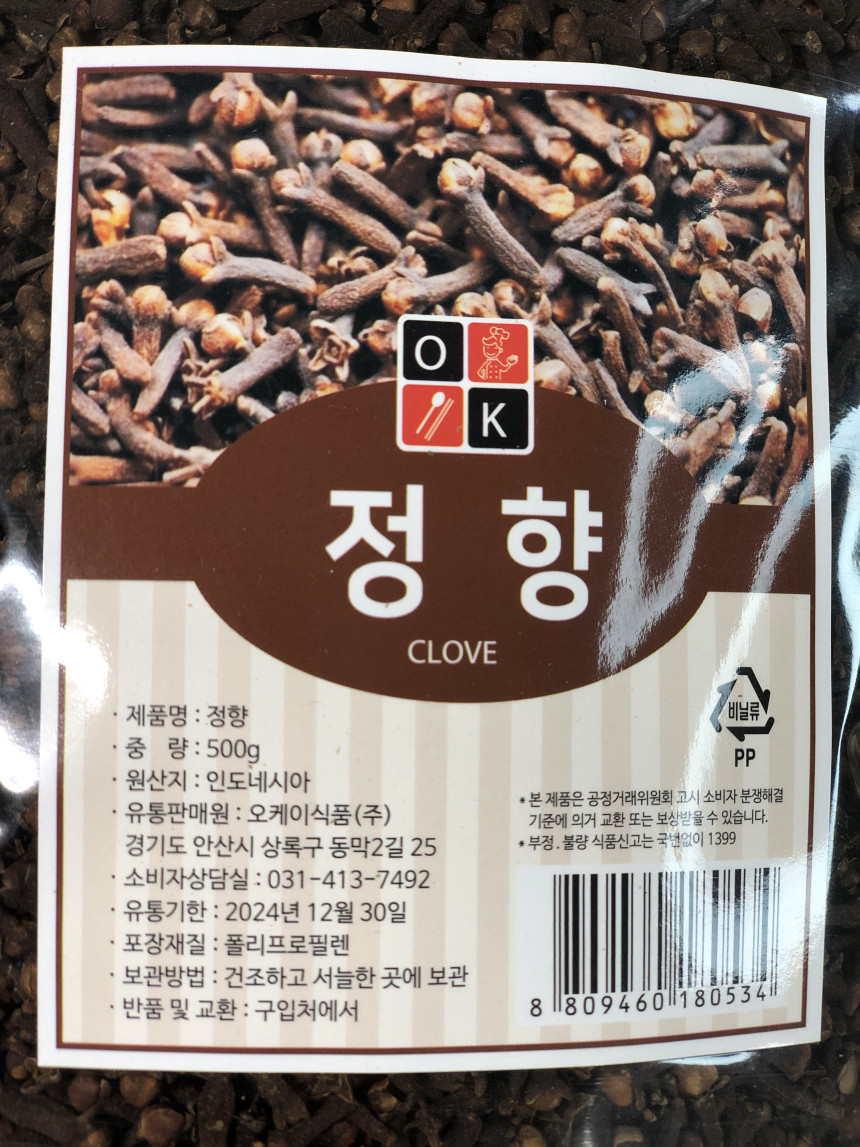 O
K
정 향
CLOVE
· 제품명 : 정향
· 중 량 : 500g
· 원산지 : 인도네시아
· 유통판매원 : 오케이식품(주)
경기도 안산시 상록구 동막2길 25
· 소비자상담실 : 031-413-7492
· 유통기한 : 2024년 12월 30일
· 포장재질 : 폴리프로필렌
· 보관방법 : 건조하고 서늘한 곳에 보관
· 반품 및 교환 : 구입처에서
비닐류
PP
* 본 제품은 공정거래위원회 고시 소비자 분쟁해결
기준에 의거 교환 또는 보상받을 수 있습니다.
* 부정 . 불량 식품신고는 국번없이 1399
8 809460 180534